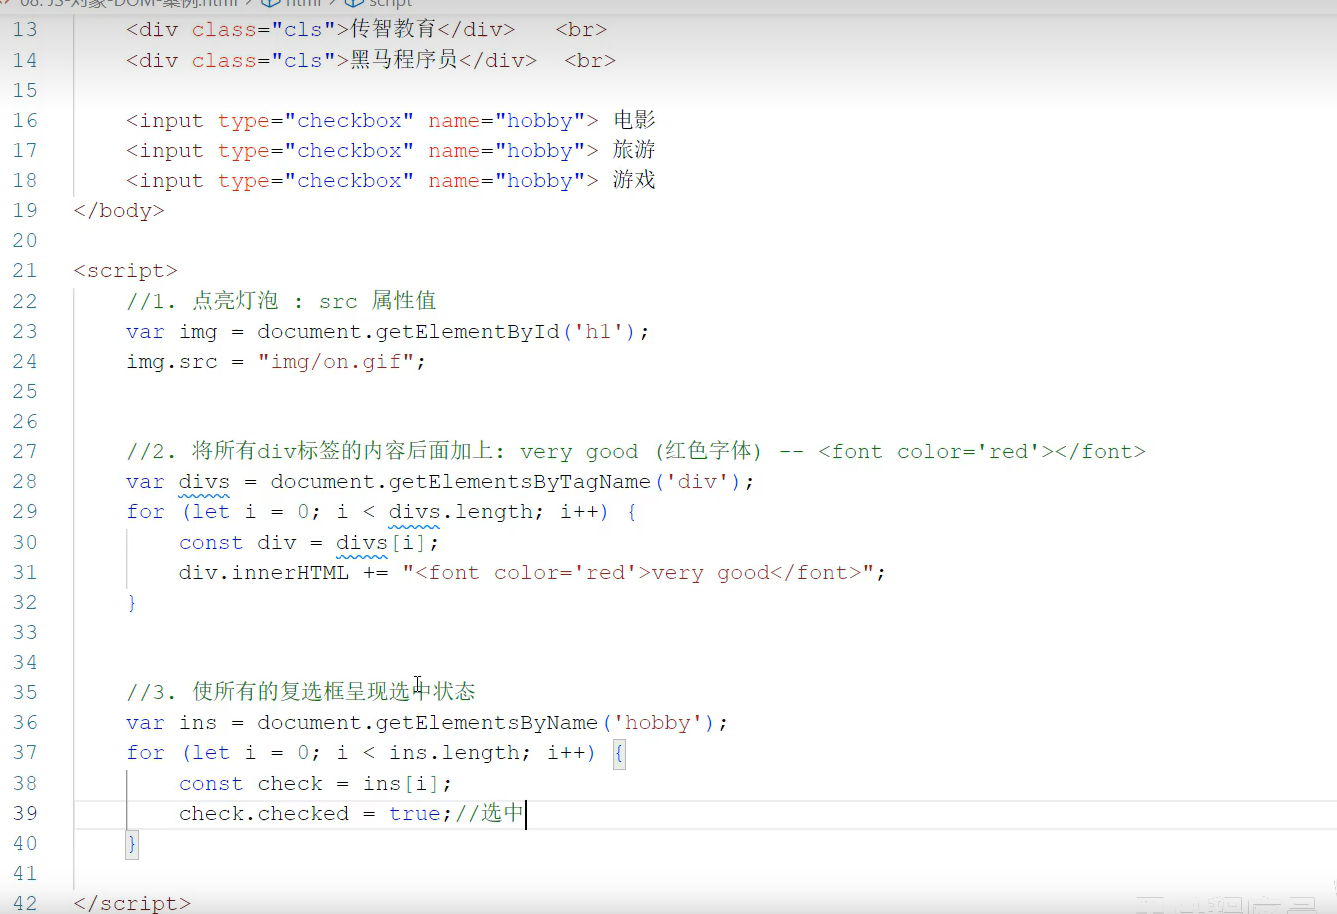 08. JS-对象-DOM-案例.html > html > script
13 <div class="cls">传智教育</div> <br>
14 <div class="cls">黑马程序员</div> <br>
15
16 <input type="checkbox" name="hobby"> 电影
17 <input type="checkbox" name="hobby"> 旅游
18 <input type="checkbox" name="hobby"> 游戏
19 </body>
20
21 <script>
22 //1. 点亮灯泡 : src 属性值
23 var img = document.getElementById('h1');
24 img.src = "img/on.gif";
25
26
27 //2. 将所有div标签的内容后面加上: very good (红色字体) -- <font color='red'></font>
28 var divs = document.getElementsByTagName('div');
29 for (let i = 0; i < divs.length; i++) {
30 const div = divs[i];
31 div.innerHTML += "<font color='red'>very good</font>";
32 }
33
34
35 //3. 使所有的复选框呈现选中状态
36 var ins = document.getElementsByName('hobby');
37 for (let i = 0; i < ins.length; i++) {
38 const check = ins[i];
39 check.checked = true;//选中
40 }
41
42 </script>